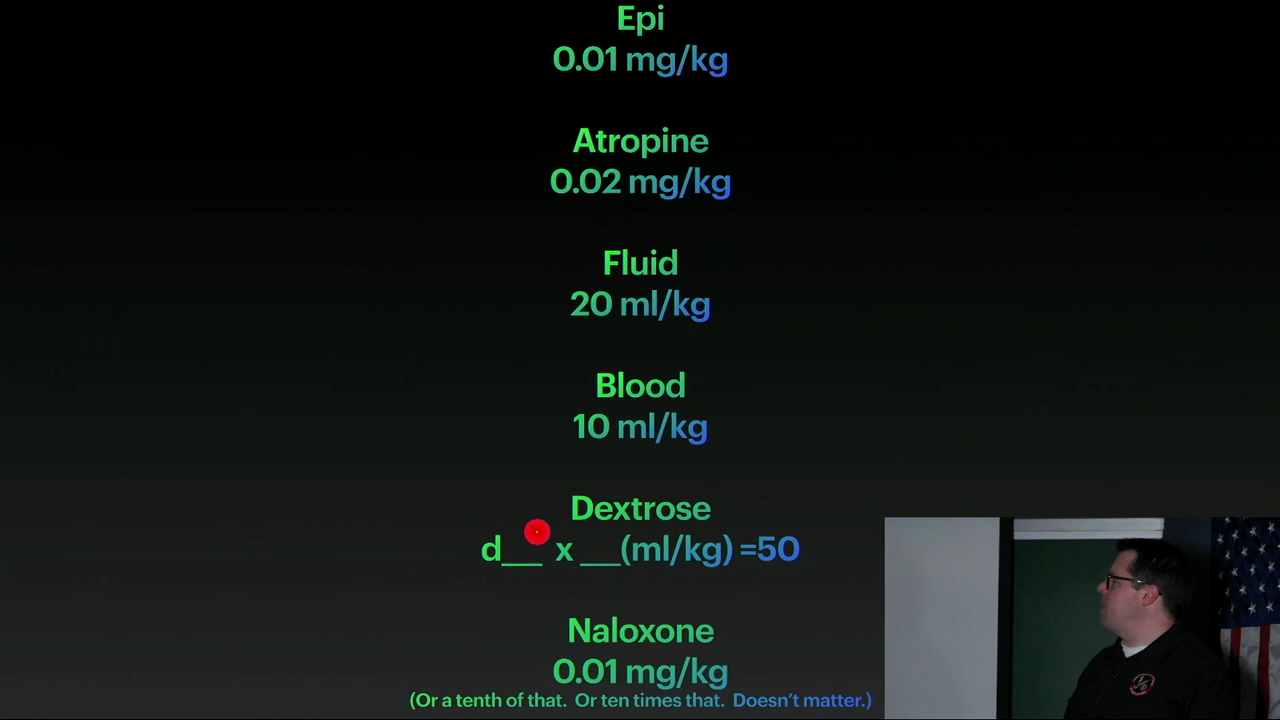 Epi
0.01 mg/kg
Atropine
0.02 mg/kg
Fluid
20 ml/kg
Blood
10 ml/kg
Dextrose
d___ x ___(ml/kg) =50
Naloxone
0.01 mg/kg
(Or a tenth of that. Or ten times that. Doesn't matter.)